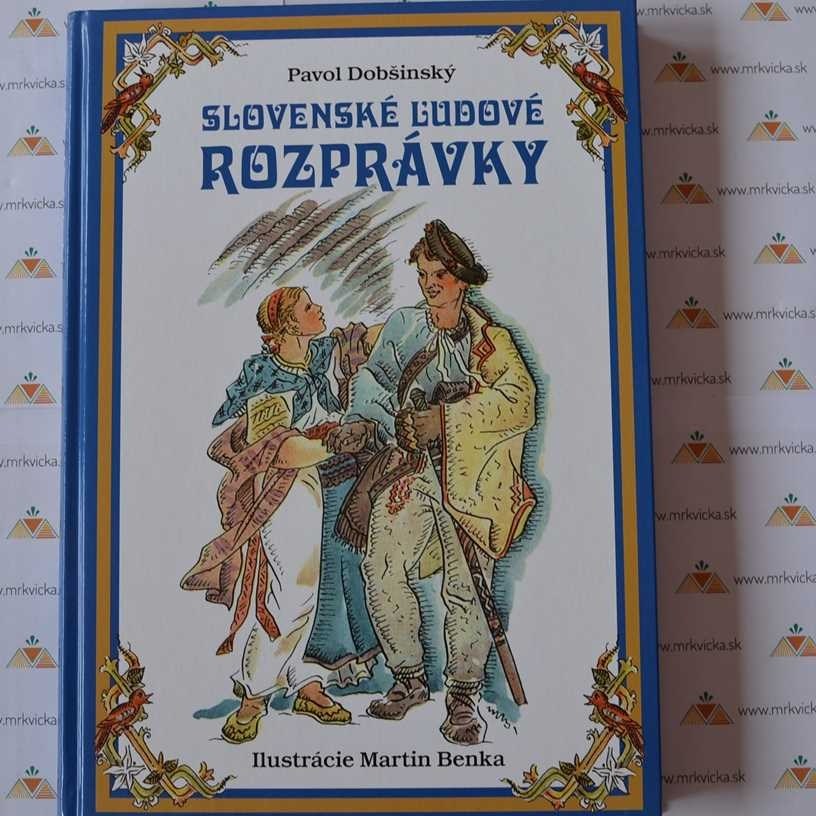 Pavol Dobšinský
SLOVENSKÉ ĽUDOVÉ
ROZPRÁVKY
Ilustrácie Martin Benka
www.mrkvicka.sk